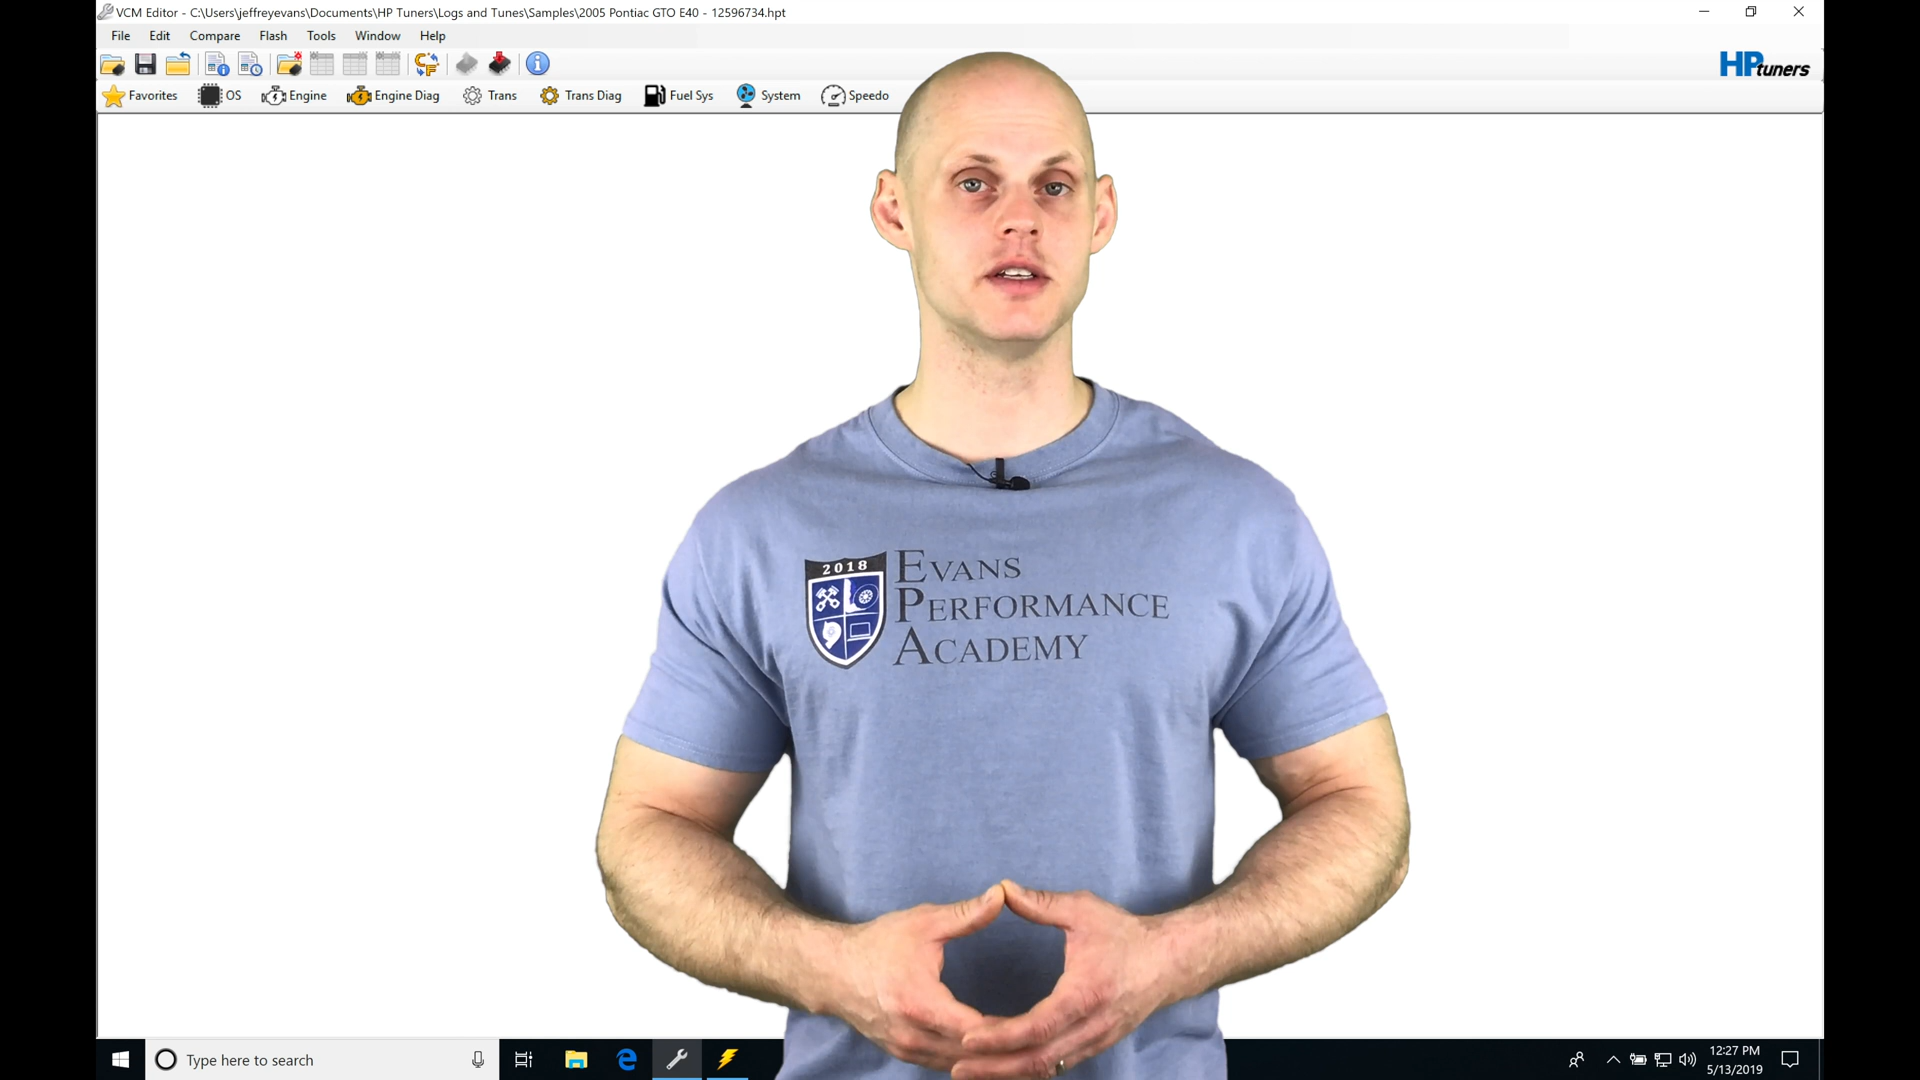 VCM Editor - C:\Users\jeffreyevans\Documents\HP Tuners\Logs and Tunes\Samples\2005 Pontiac GTO E40 - 12596734.hpt
File Edit Compare Flash Tools Window Help
HPtuners
Favorites OS Engine Engine Diag Trans Trans Diag Fuel Sys System Speedo
2018
EVANS
PERFORMANCE
ACADEMY
Type here to search
12:27 PM
5/13/2019